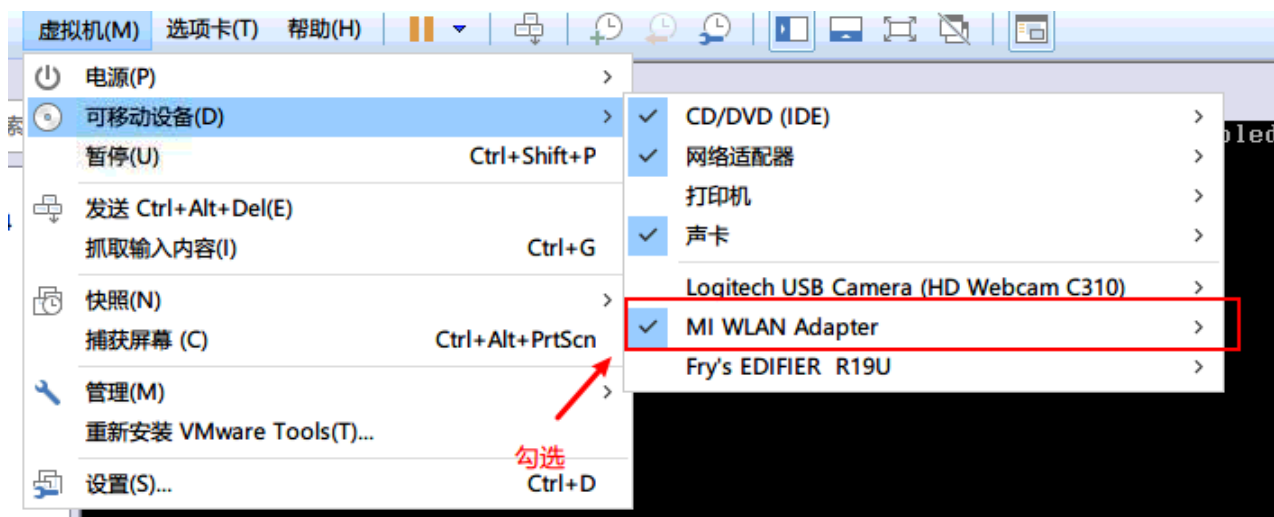 虚拟机(M) 选项卡(T) 帮助(H)
电源(P)
可移动设备(D)
暂停(U) Ctrl+Shift+P
发送 Ctrl+Alt+Del(E)
抓取输入内容(I) Ctrl+G
快照(N)
捕获屏幕 (C) Ctrl+Alt+PrtScn
管理(M)
重新安装 VMware Tools(T)...
设置(S)... Ctrl+D
CD/DVD (IDE)
网络适配器
打印机
声卡
Logitech USB Camera (HD Webcam C310)
MI WLAN Adapter
Fry's EDIFIER R19U
勾选
索